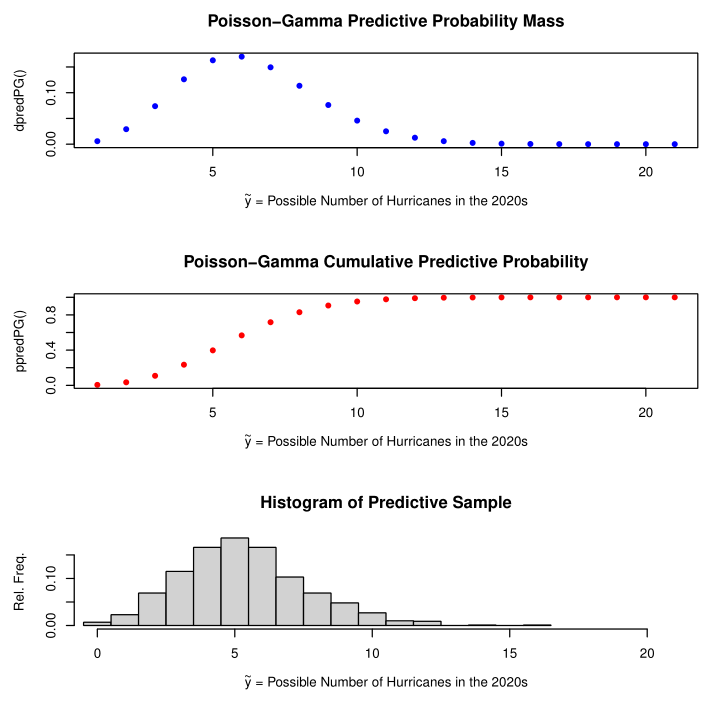 Poisson−Gamma Predictive Probability Mass
dpredPG()
0.00 0.10
5 10 15 20
ỹ = Possible Number of Hurricanes in the 2020s
Poisson−Gamma Cumulative Predictive Probability
ppredPG()
0.0 0.4 0.8
5 10 15 20
ỹ = Possible Number of Hurricanes in the 2020s
Histogram of Predictive Sample
Rel. Freq.
0.00 0.10
0 5 10 15 20
ỹ = Possible Number of Hurricanes in the 2020s